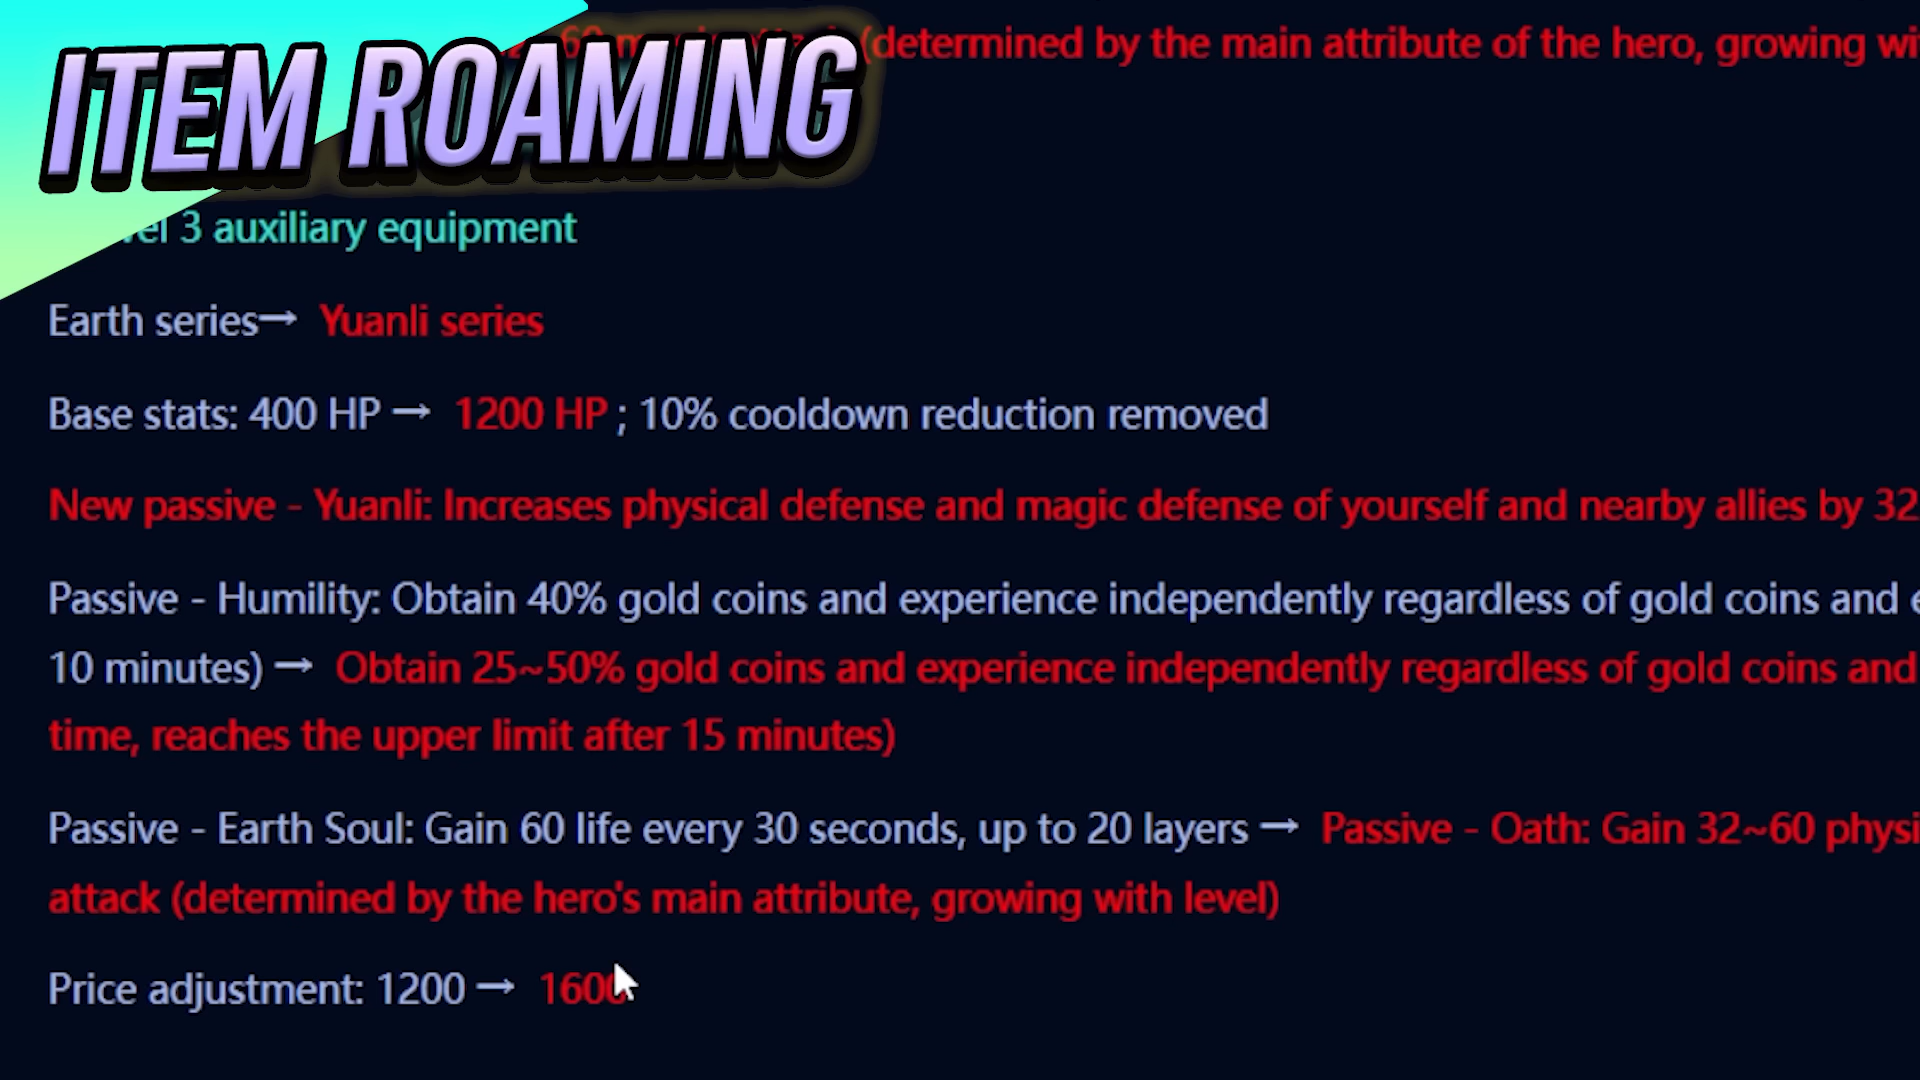 ITEM ROAMING
(determined by the main attribute of the hero, growing
3 auxiliary equipment
Earth series→ Yuanli series
Base stats: 400 HP → 1200 HP ; 10% cooldown reduction removed
New passive - Yuanli: Increases physical defense and magic defense of yourself and nearby allies by 32
Passive - Humility: Obtain 40% gold coins and experience independently regardless of gold coins and
10 minutes) → Obtain 25~50% gold coins and experience independently regardless of gold coins and
time, reaches the upper limit after 15 minutes)
Passive - Earth Soul: Gain 60 life every 30 seconds, up to 20 layers → Passive - Oath: Gain 32~60
attack (determined by the hero's main attribute, growing with level)
Price adjustment: 1200 → 1600